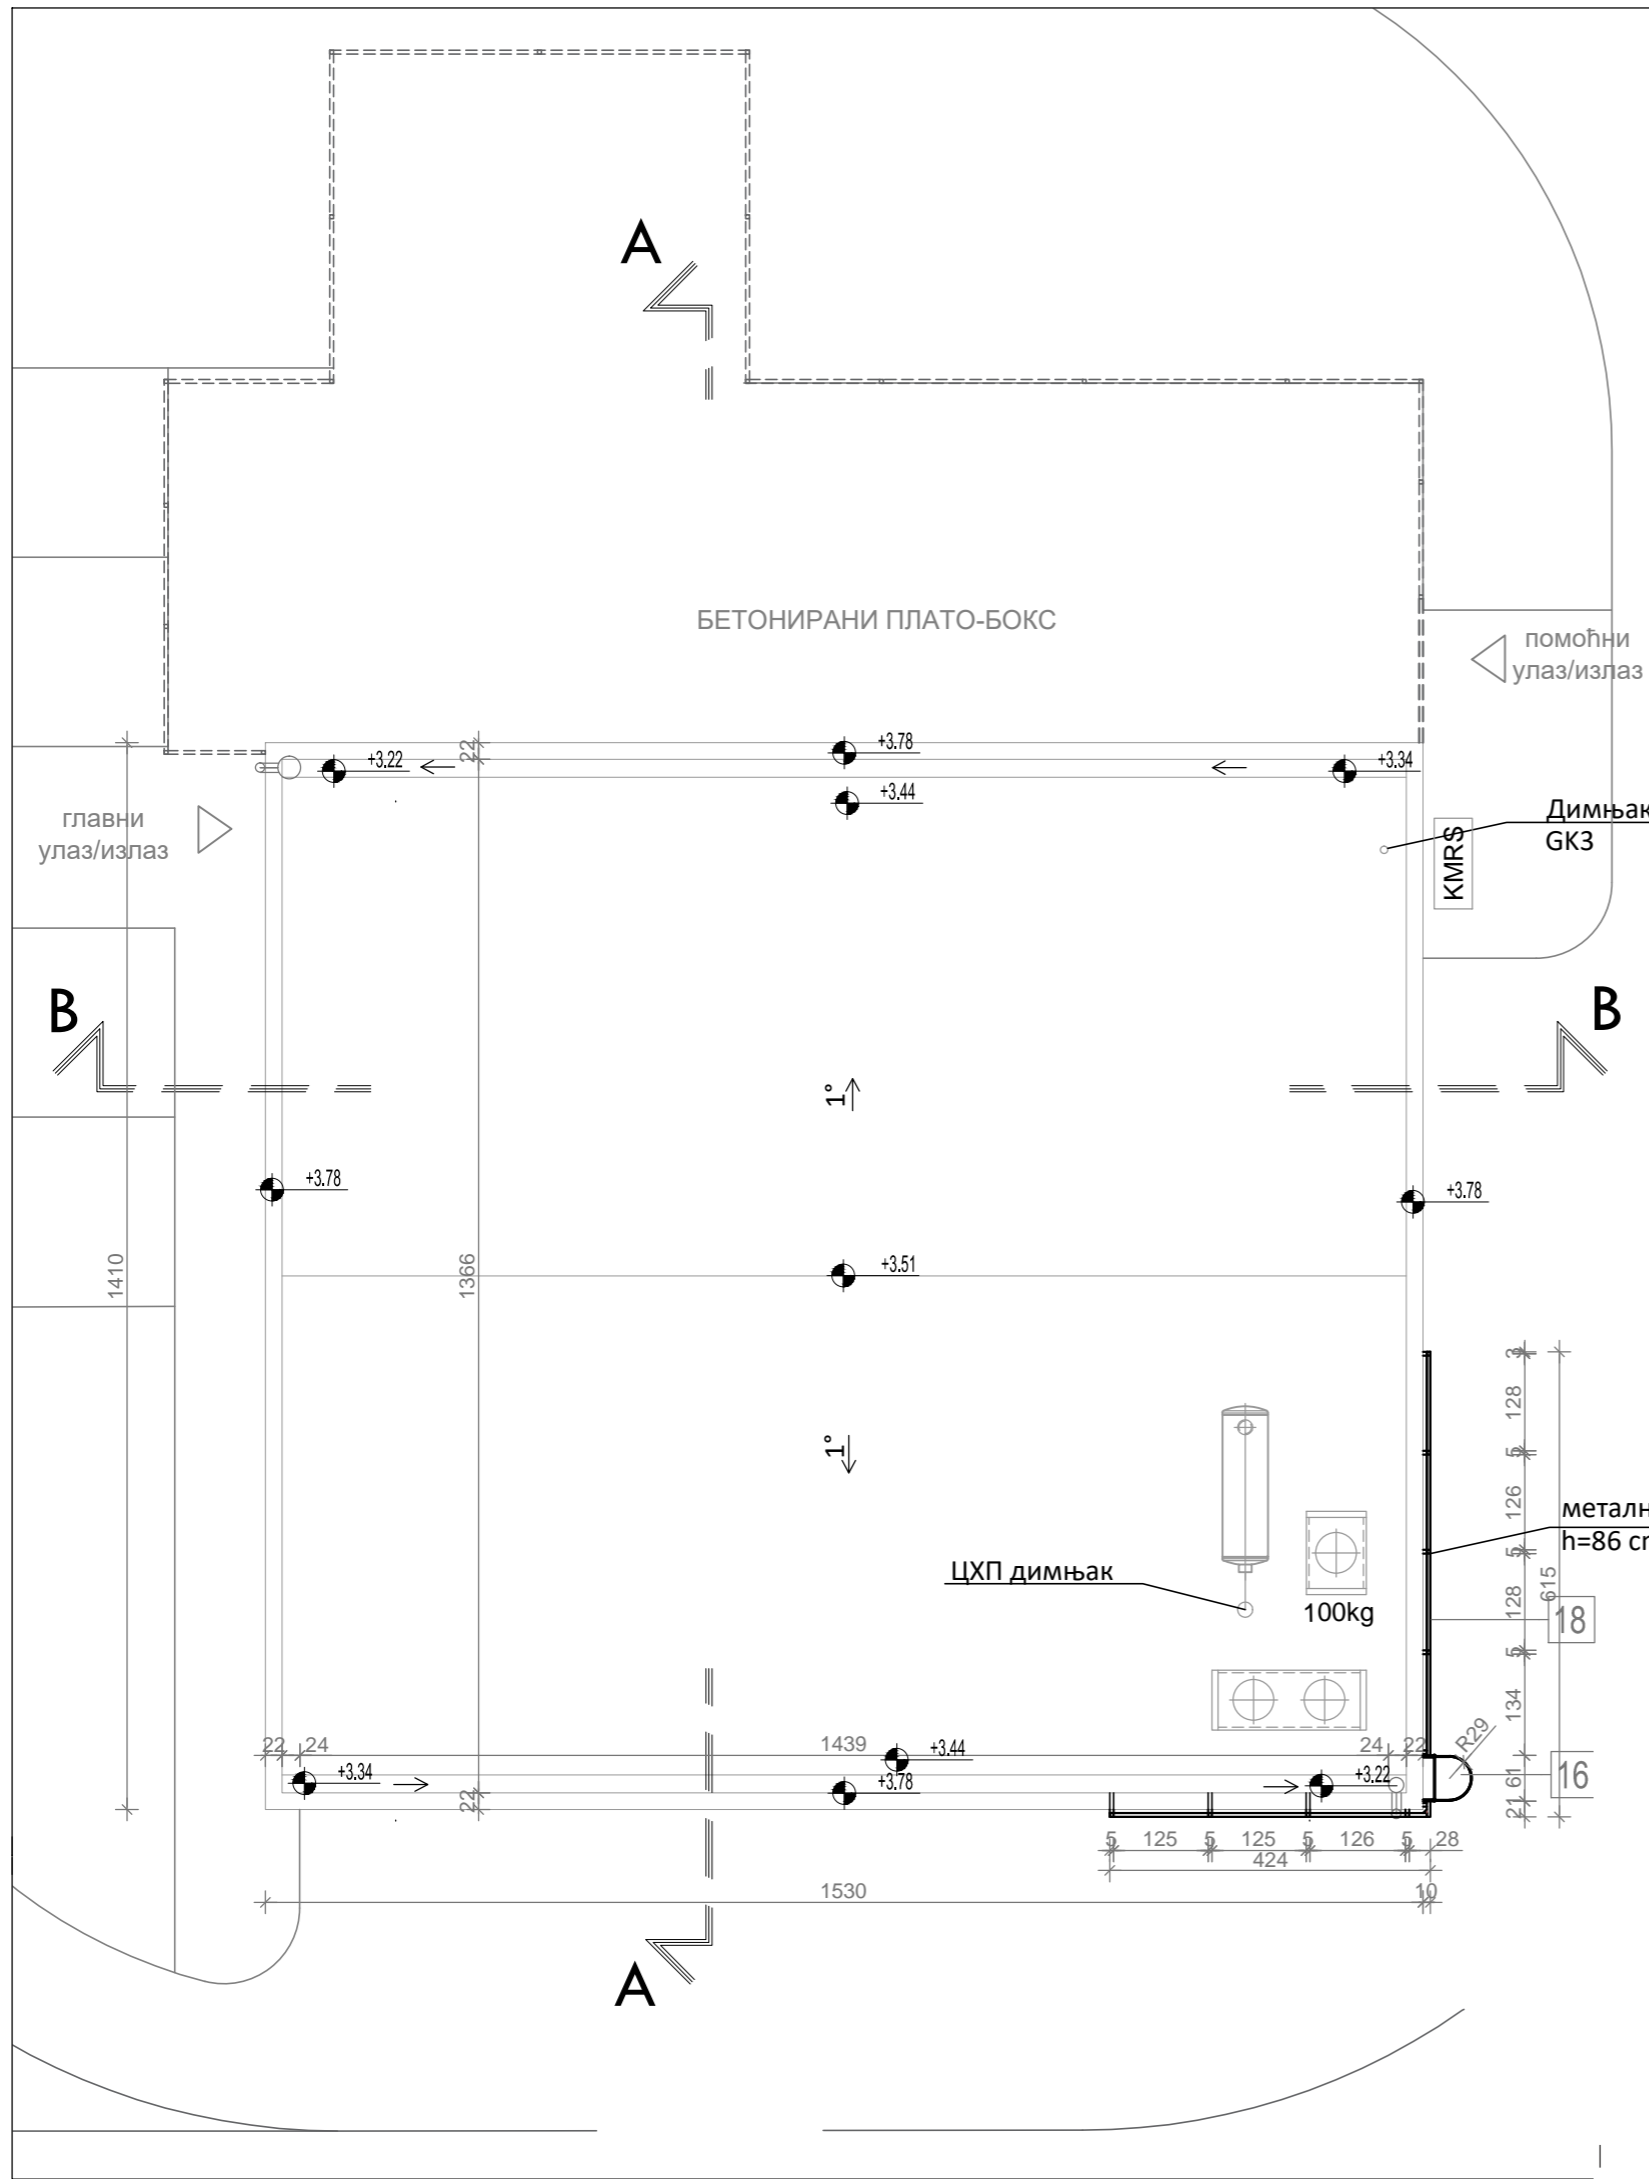 A
БЕТОНИРАНИ ПЛАТО-БОКС
помоћни
улаз/излаз
22
+3.78
+3.22
+3.34
+3.44
главни
улаз/излаз
Димњак
GK3
KMRS
B
B
1°
+3.78
+3.78
1410
1366
+3.51
3
128
5
126
5
128
5
134
61
21
615
1°
металн
h=86 cm
ЦХП димњак
100kg
18
R29
16
22
24
1439
+3.44
24
22
+3.34
+3.78
+3.22
22
5
125
5
125
5
126
5
28
424
1530
10
A